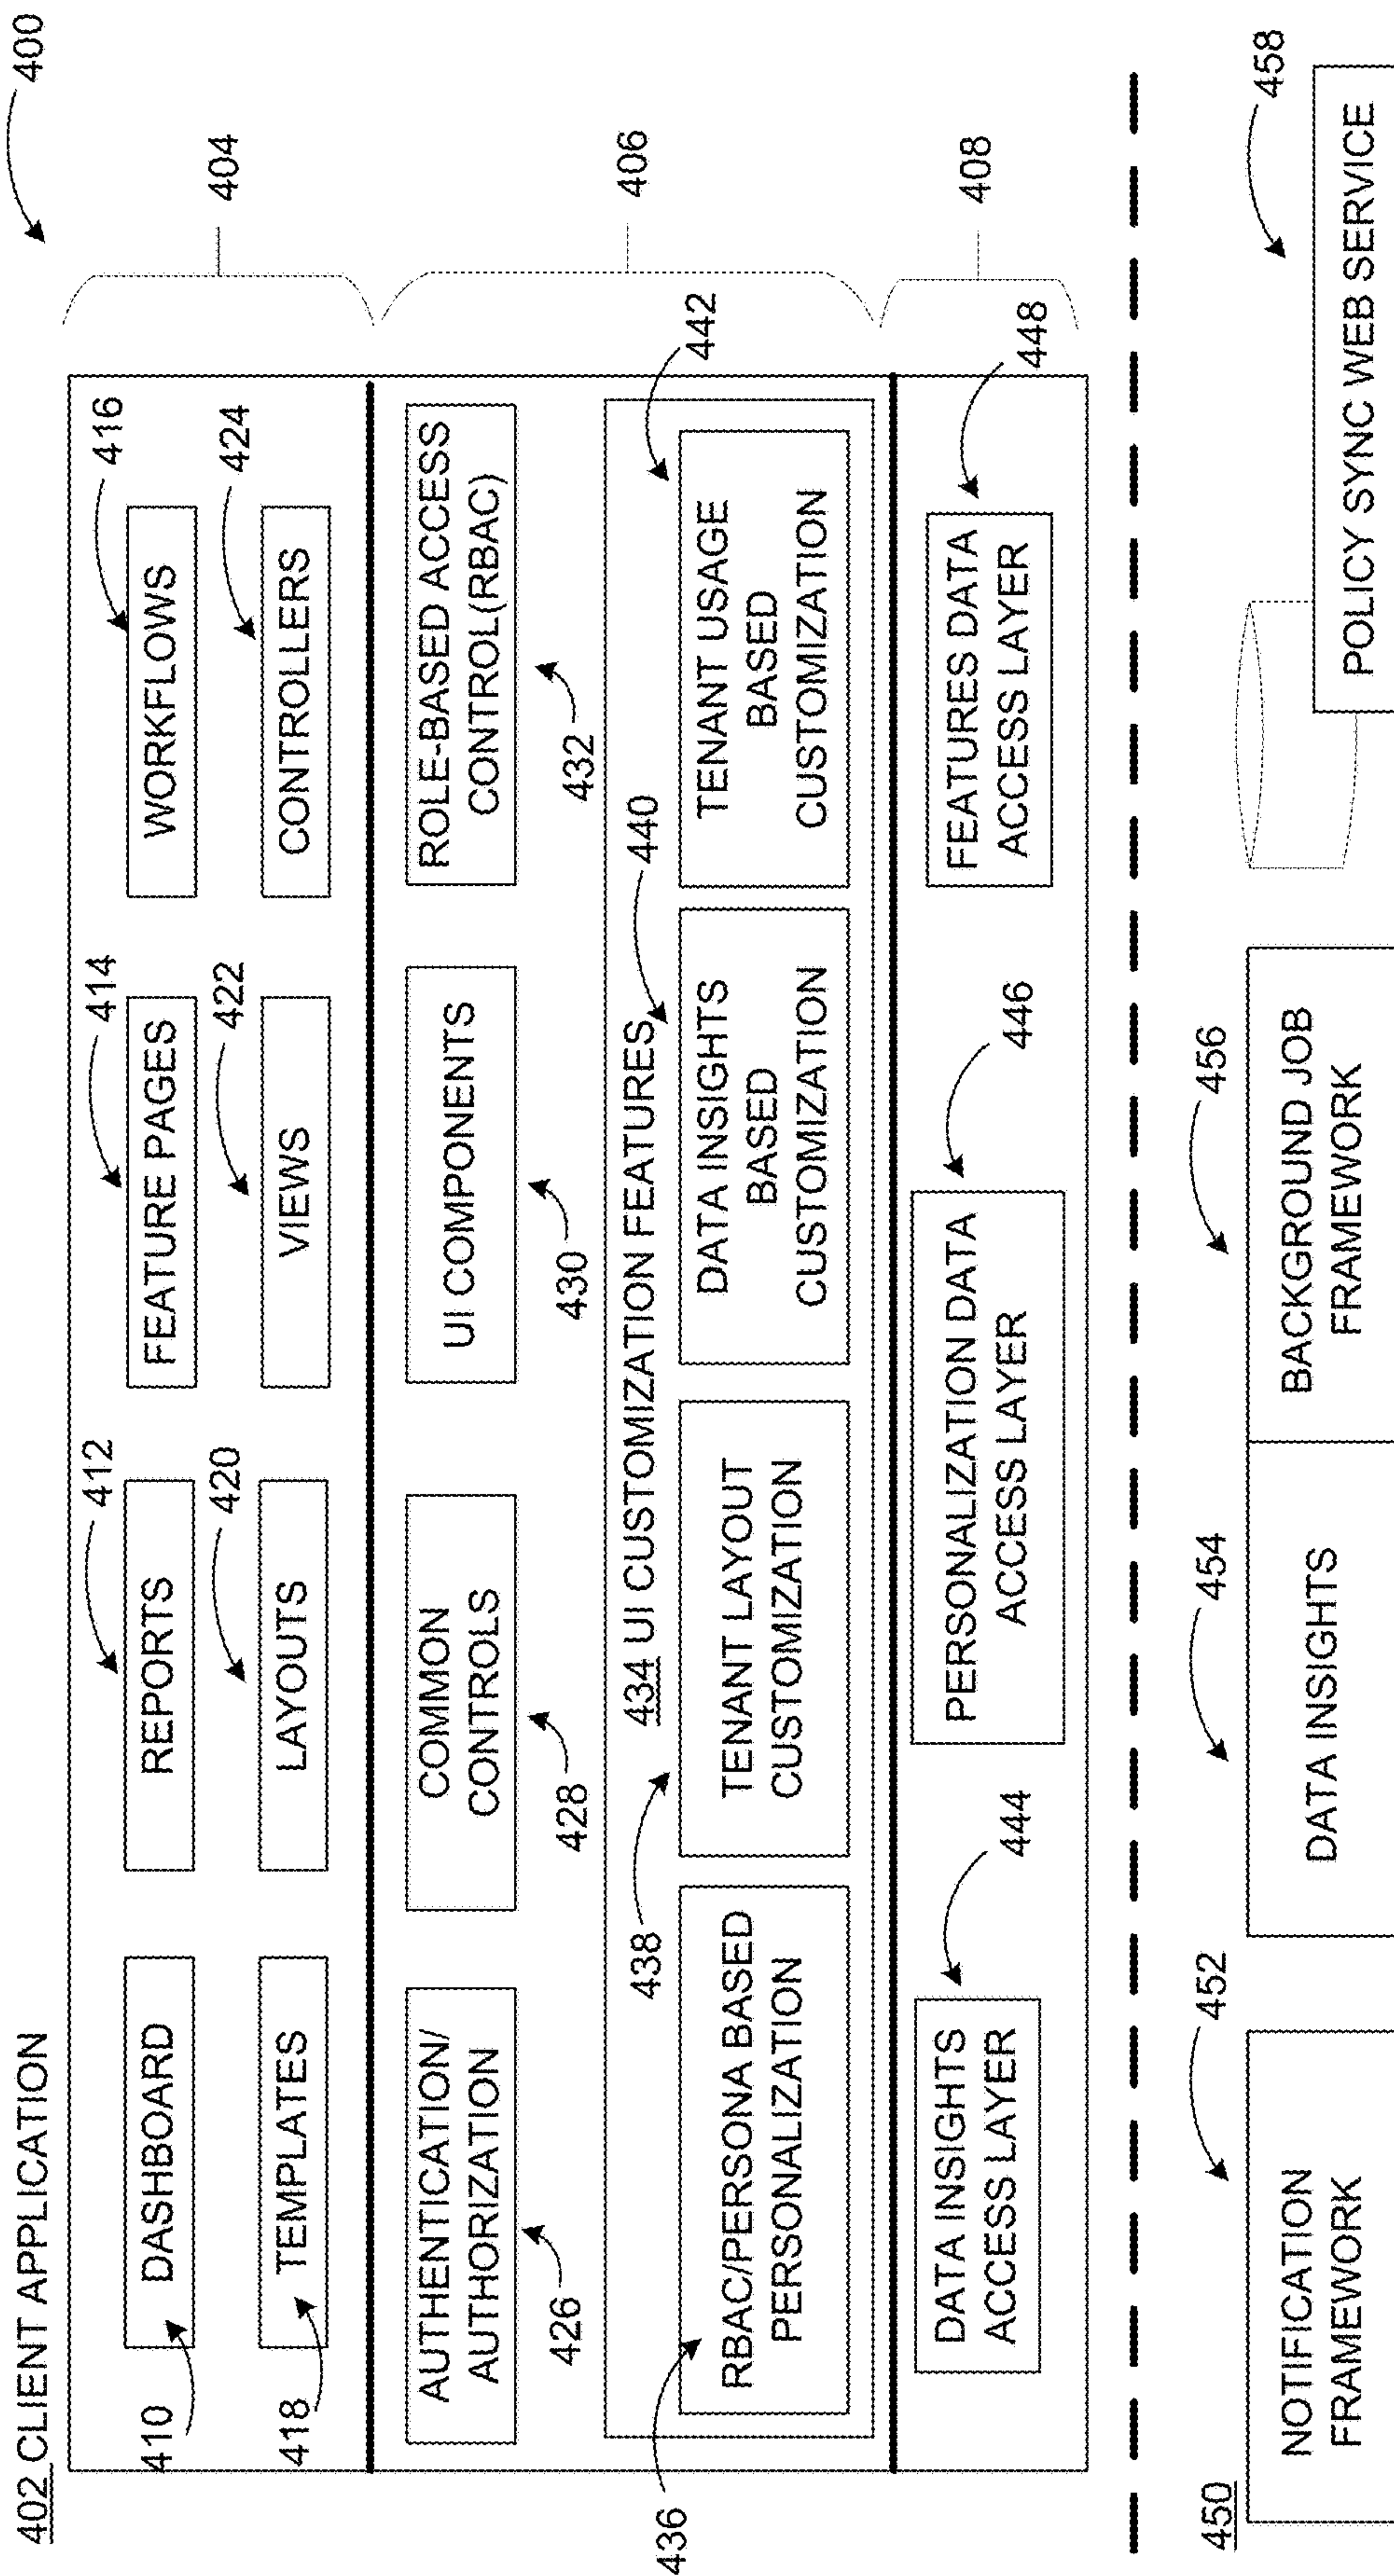 400
402 CLIENT APPLICATION
404
410
DASHBOARD
412
REPORTS
414
FEATURE PAGES
416
WORKFLOWS
418
TEMPLATES
420
LAYOUTS
422
VIEWS
424
CONTROLLERS
406
AUTHENTICATION/
AUTHORIZATION
426
COMMON
CONTROLS
428
UI COMPONENTS
430
ROLE-BASED ACCESS
CONTROL(RBAC)
432
434 UI CUSTOMIZATION FEATURES
436
RBAC/PERSONA BASED
PERSONALIZATION
438
TENANT LAYOUT
CUSTOMIZATION
440
DATA INSIGHTS
BASED
CUSTOMIZATION
442
TENANT USAGE
BASED
CUSTOMIZATION
408
DATA INSIGHTS
ACCESS LAYER
444
PERSONALIZATION DATA
ACCESS LAYER
446
FEATURES DATA
ACCESS LAYER
448
450
452
NOTIFICATION
FRAMEWORK
454
DATA INSIGHTS
456
BACKGROUND JOB
FRAMEWORK
458
POLICY SYNC WEB SERVICE